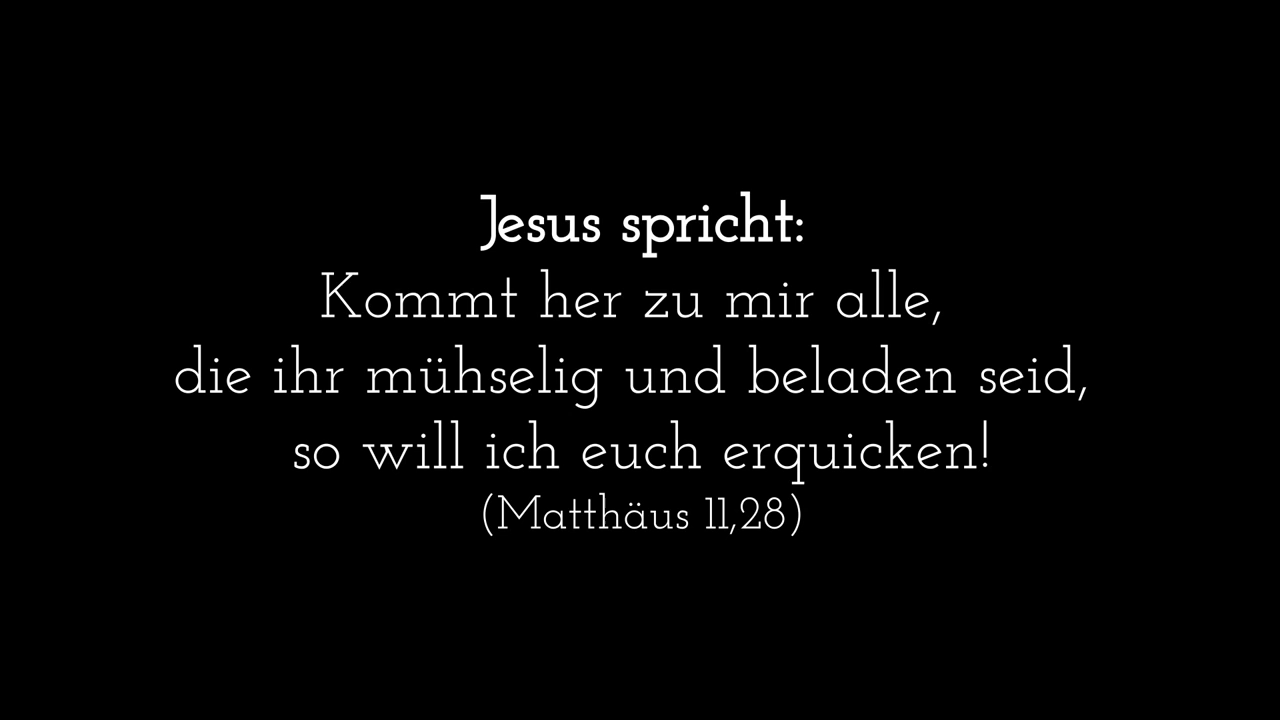 Jesus spricht:
Kommt her zu mir alle,
die ihr mühselig und beladen seid,
so will ich euch erquicken!
(Matthäus 11,28)